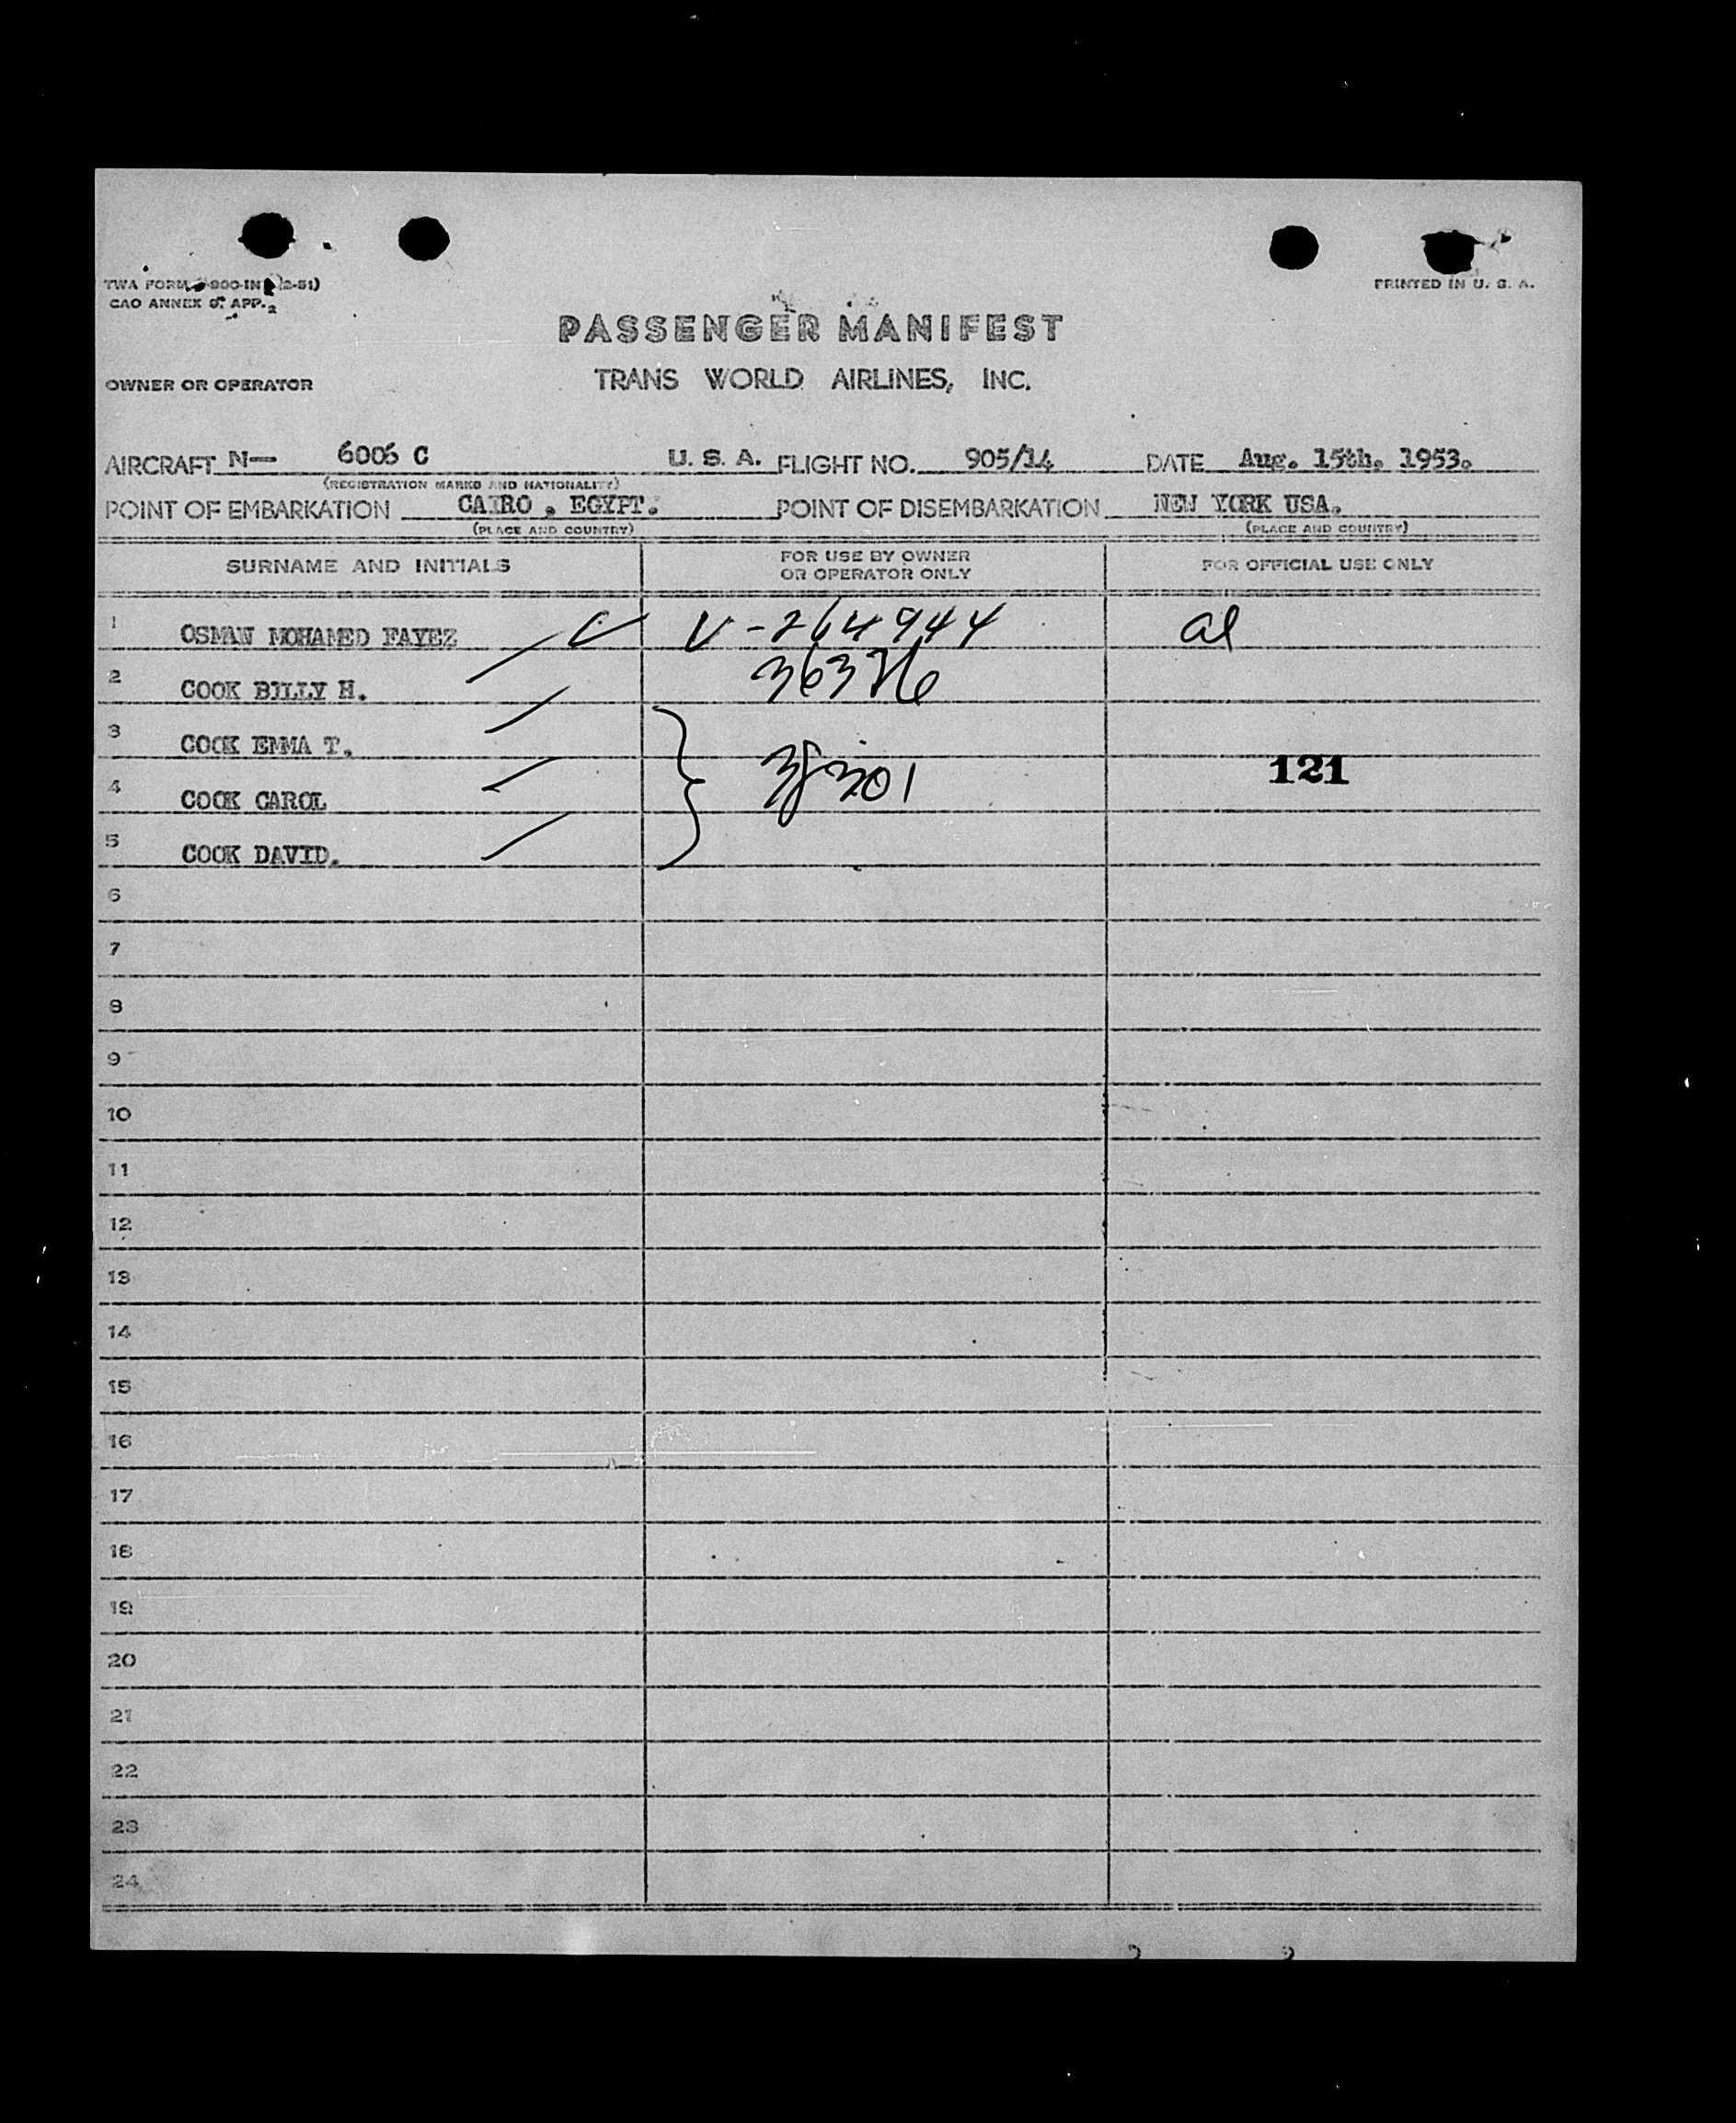 TWA FORM
PRINTED IN U. S. A.
CAO ANNEX 9, APP. 2
PASSENGER MANIFEST
OWNER OR OPERATOR TRANS WORLD AIRLINES, INC.
AIRCRAFT N— 6006 C U. S. A. FLIGHT NO. 905/14 DATE Aug. 15th. 1953.
(REGISTRATION MARKS AND NATIONALITY)
POINT OF EMBARKATION CAIRO , EGYPT. POINT OF DISEMBARKATION NEW YORK USA.
(PLACE AND COUNTRY) (PLACE AND COUNTRY)
SURNAME AND INITIALS FOR USE BY OWNER OR OPERATOR ONLY FOR OFFICIAL USE ONLY
1 OSMAN MOHAMED FAYEZ V-264944 al
2 COOK BILLY H. 36376
3 COOK EMMA T.
121
4 COOK CAROL
5 COOK DAVID.
6
7
8
9
10
11
12
13
14
15
16
17
18
19
20
21
22
23
24